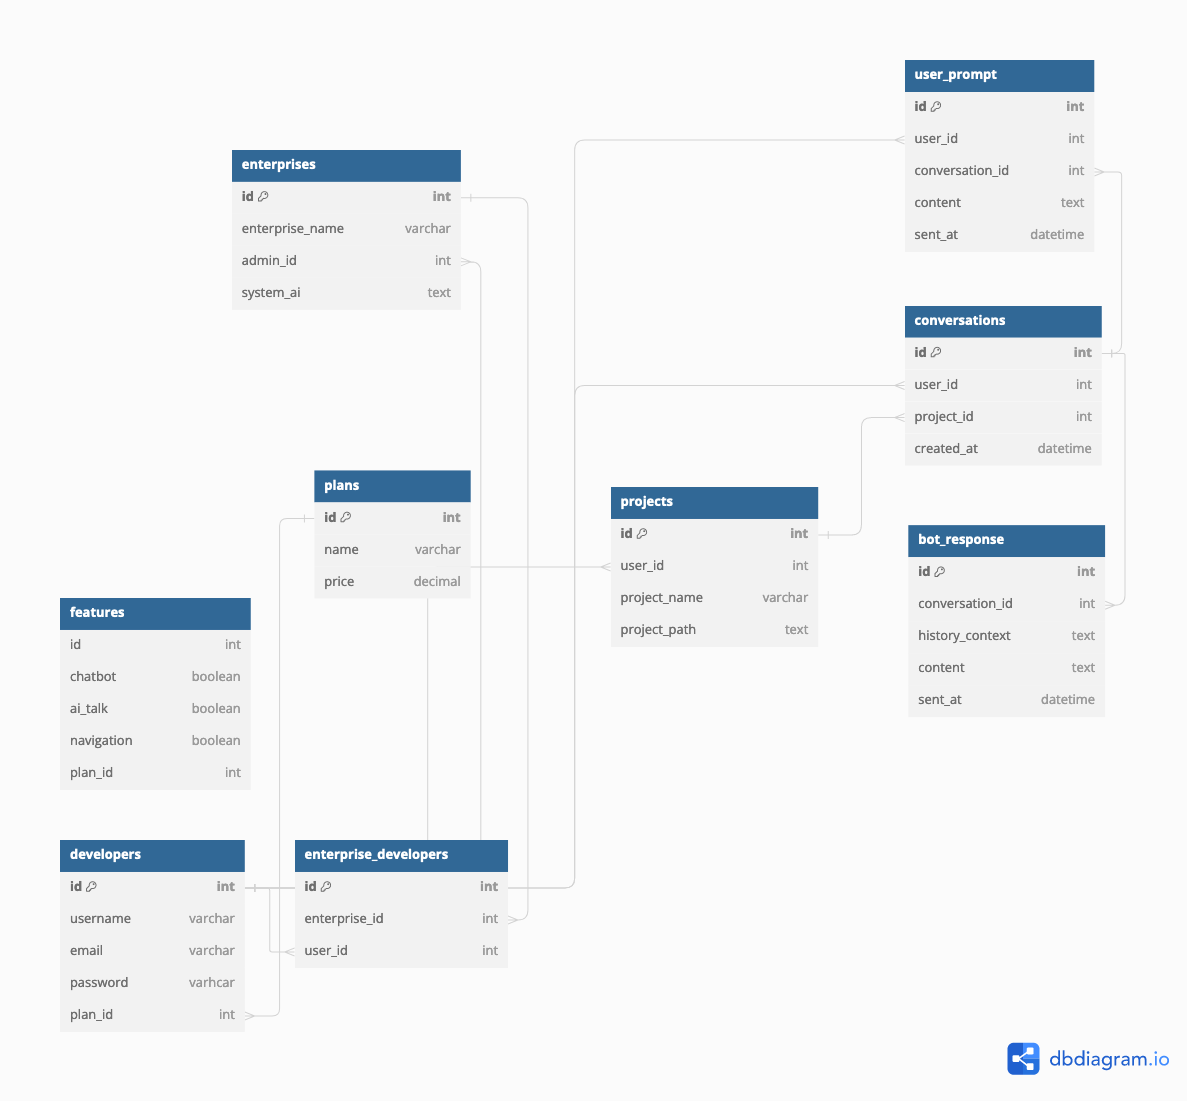 user_prompt
id int
user_id int
conversation_id int
content text
sent_at datetime
enterprises
id int
enterprise_name varchar
admin_id int
system_ai text
conversations
id int
user_id int
project_id int
created_at datetime
plans
id int
name varchar
price decimal
projects
id int
user_id int
project_name varchar
project_path text
bot_response
id int
conversation_id int
history_context text
content text
sent_at datetime
features
id int
chatbot boolean
ai_talk boolean
navigation boolean
plan_id int
developers
id int
username varchar
email varchar
password varhcar
plan_id int
enterprise_developers
id int
enterprise_id int
user_id int
dbdiagram.io